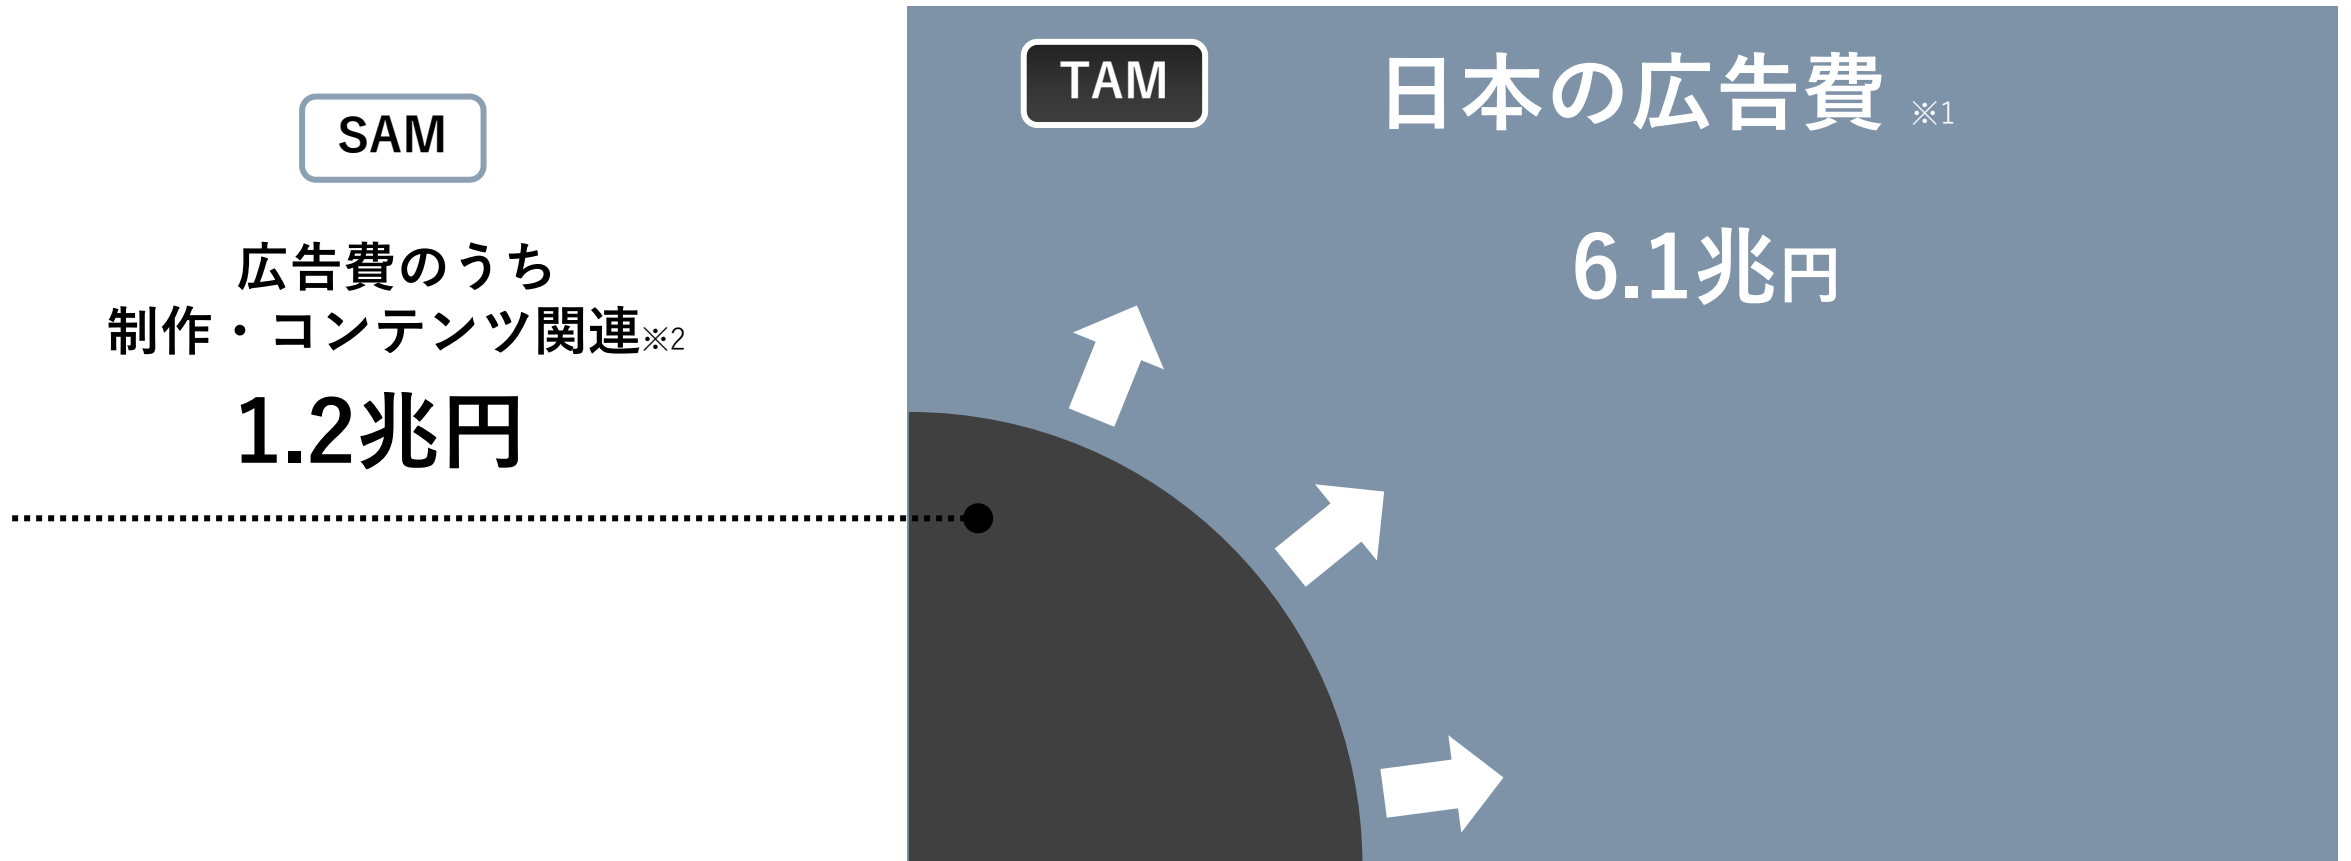 SAM
広告費のうち
制作・コンテンツ関連※2
1.2兆円
TAM
日本の広告費 ※1
6.1兆円